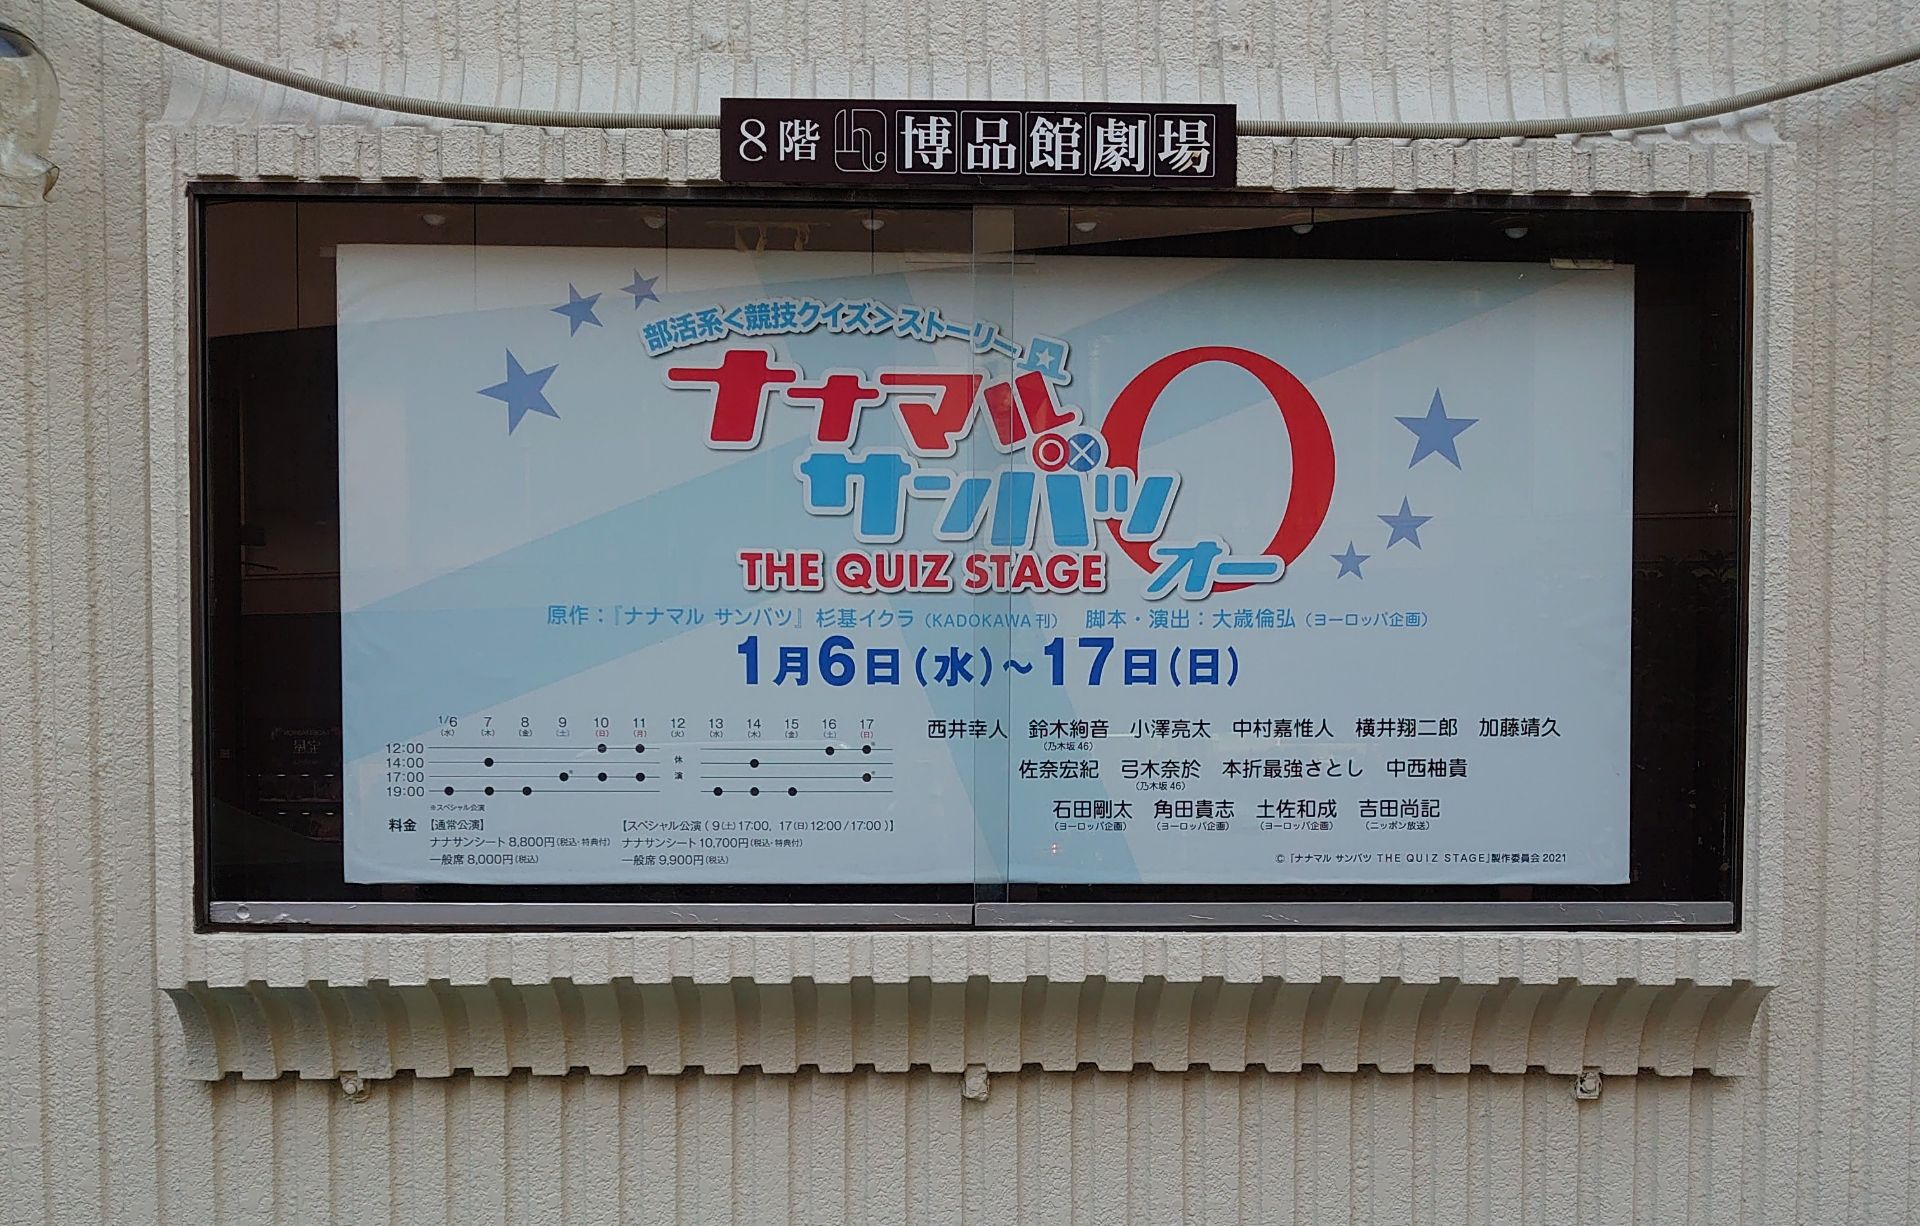 8階 博品館劇場
部活系<競技クイズ>ストーリー
ナナマル
サンバツ
O
オー
THE QUIZ STAGE
原作：『ナナマル サンバツ』杉基イクラ（KADOKAWA刊） 脚本・演出：大歳倫弘（ヨーロッパ企画）
1月6日（水）～17日（日）
1/6 7 8 9 10 11 12 13 14 15 16 17
（水）（木）（金）（土）（日）（月）（火）（水）（木）（金）（土）（日）
12:00 ● ● ● ●※
14:00 ● 休 ●
17:00 ●※ ● ● 演 ●※
19:00 ● ● ● ● ● ●
※スペシャル公演
料金 【通常公演】 【スペシャル公演（9（土）17:00，17（日）12:00/17:00）】
ナナサンシート 8,800円（税込・特典付） ナナサンシート 10,700円（税込・特典付）
一般席 8,000円（税込） 一般席 9,900円（税込）
西井幸人 鈴木絢音 小澤亮太 中村嘉惟人 横井翔二郎 加藤靖久
（乃木坂46）
佐奈宏紀 弓木奈於 本折最強さとし 中西柚貴
（乃木坂46）
石田剛太 角田貴志 土佐和成 吉田尚記
（ヨーロッパ企画） （ヨーロッパ企画） （ヨーロッパ企画） （ニッポン放送）
©『ナナマル サンバツ THE QUIZ STAGE』製作委員会 2021